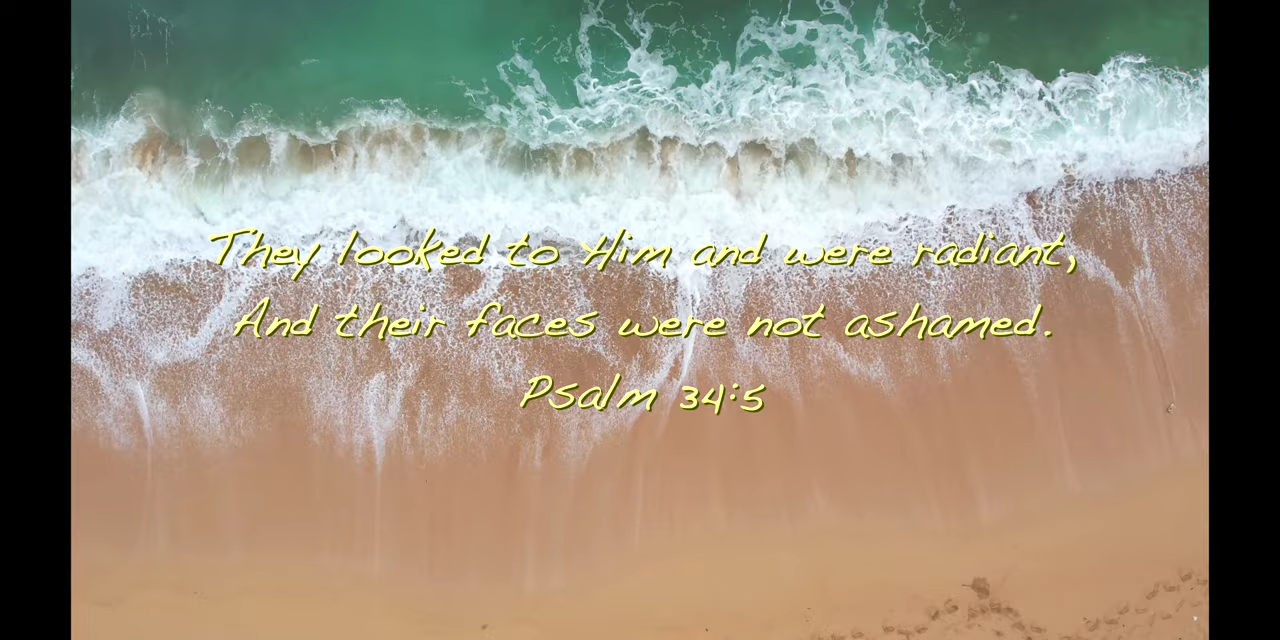 They looked to Him and were radiant,
And their faces were not ashamed.
Psalm 34:5